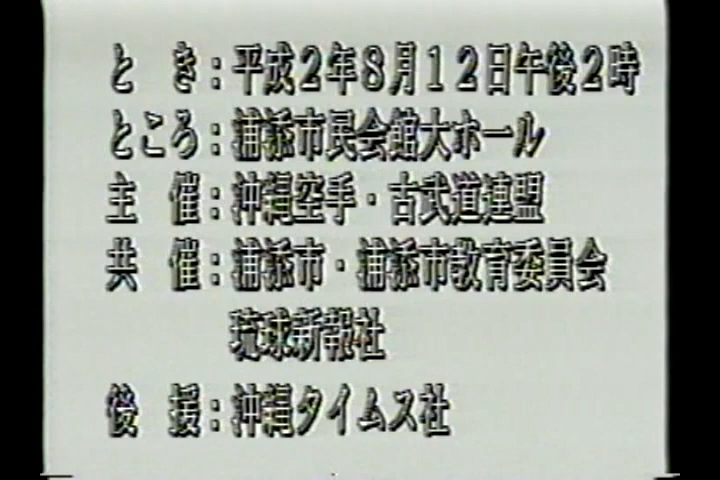 とき：平成２年８月１２日午後２時
ところ：浦添市民会館大ホール
主催：沖縄空手・古武道連盟
共催：浦添市・浦添市教育委員会
琉球新報社
後援：沖縄タイムス社